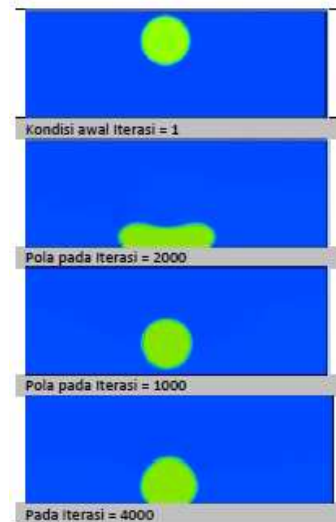 Kondisi awal Iterasi = 1
Pola pada Iterasi = 2000
Pola pada Iterasi = 1000
Pada Iterasi = 4000